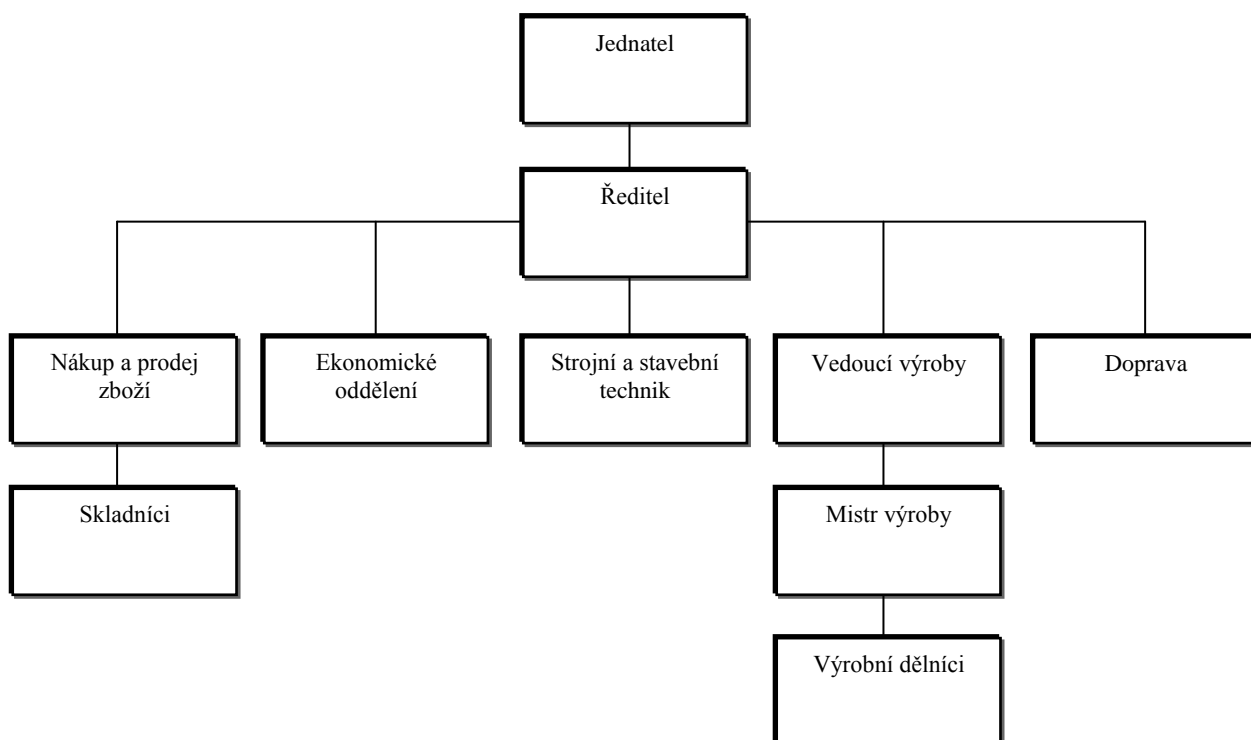 Jednatel
Ředitel
Nákup a prodej
zboží
Ekonomické
oddělení
Strojní a stavební
technik
Vedoucí výroby
Doprava
Skladníci
Mistr výroby
Výrobní dělníci